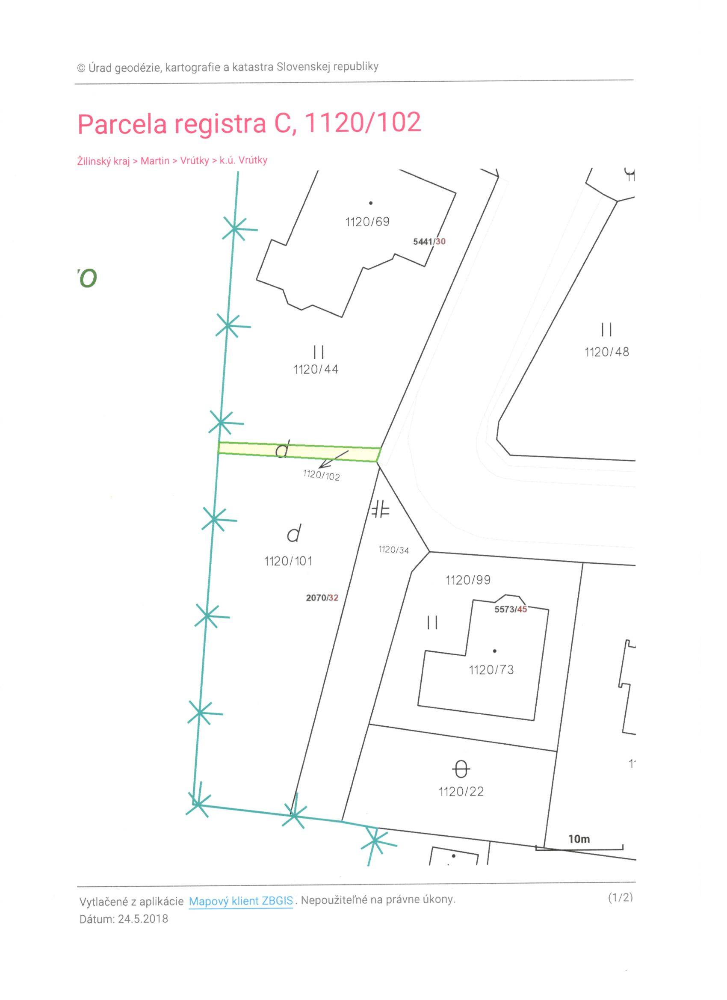 © Úrad geodézie, kartografie a katastra Slovenskej republiky
Parcela registra C, 1120/102
Žilinský kraj > Martin > Vrútky > k.ú. Vrútky
1120/69
5441/30
1120/48
1120/44
d
1120/102
d
1120/101
1120/34
1120/99
2070/32
5573/45
1120/73
1120/22
10m
Vytlačené z aplikácie Mapový klient ZBGIS. Nepoužiteľné na právne úkony.
(1/2)
Dátum: 24.5.2018